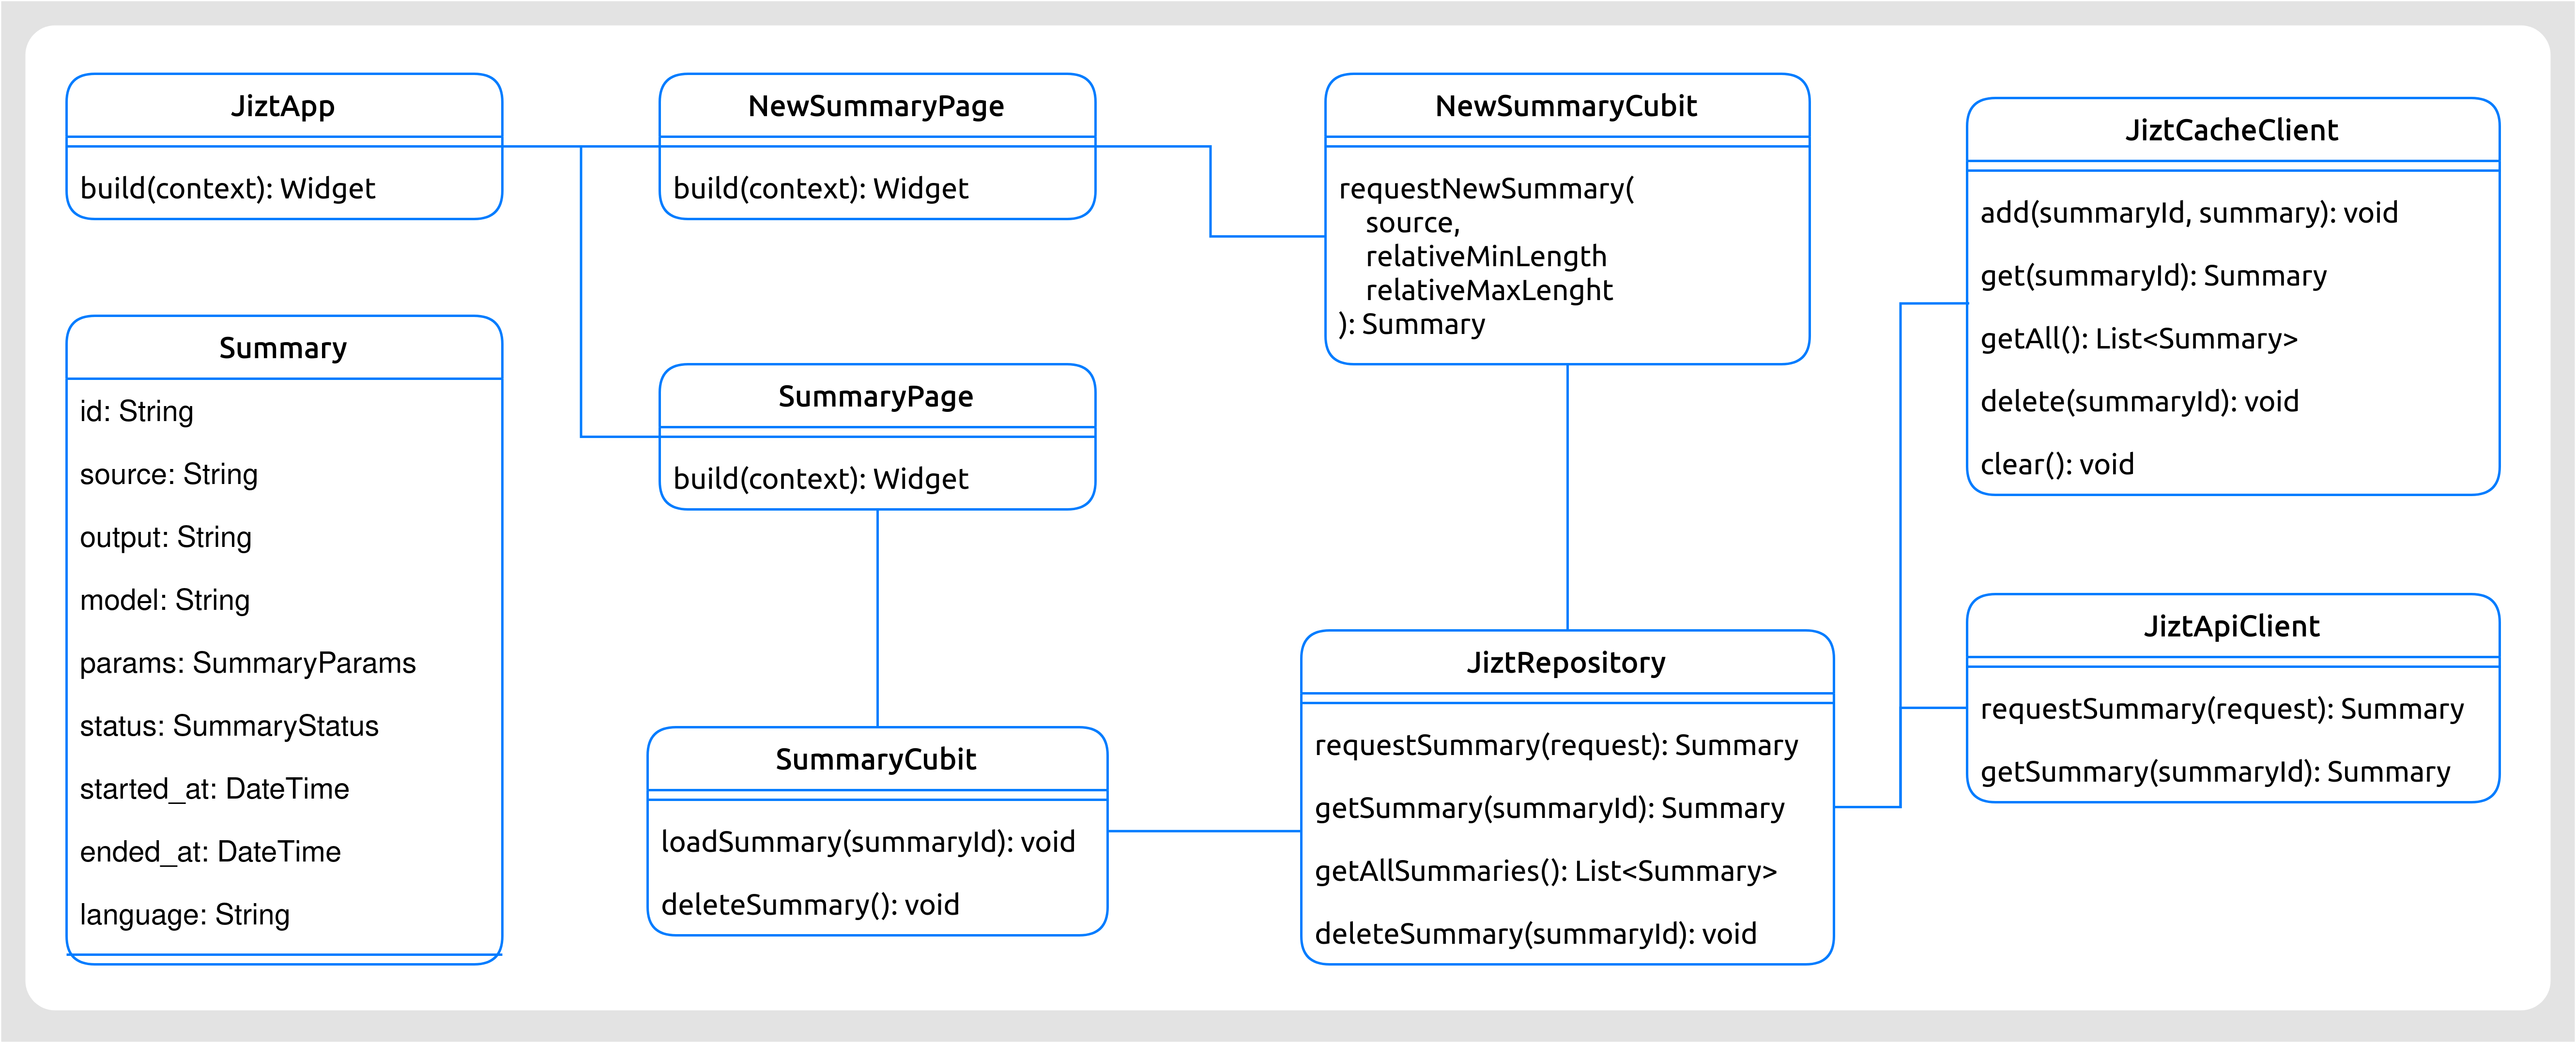 JiztApp
build(context): Widget
NewSummaryPage
build(context): Widget
NewSummaryCubit
requestNewSummary(
source,
relativeMinLength
relativeMaxLenght
): Summary
JiztCacheClient
add(summaryId, summary): void
get(summaryId): Summary
getAll(): List<Summary>
delete(summaryId): void
clear(): void
Summary
id: String
source: String
output: String
model: String
params: SummaryParams
status: SummaryStatus
started_at: DateTime
ended_at: DateTime
language: String
SummaryPage
build(context): Widget
SummaryCubit
loadSummary(summaryId): void
deleteSummary(): void
JiztRepository
requestSummary(request): Summary
getSummary(summaryId): Summary
getAllSummaries(): List<Summary>
deleteSummary(summaryId): void
JiztApiClient
requestSummary(request): Summary
getSummary(summaryId): Summary